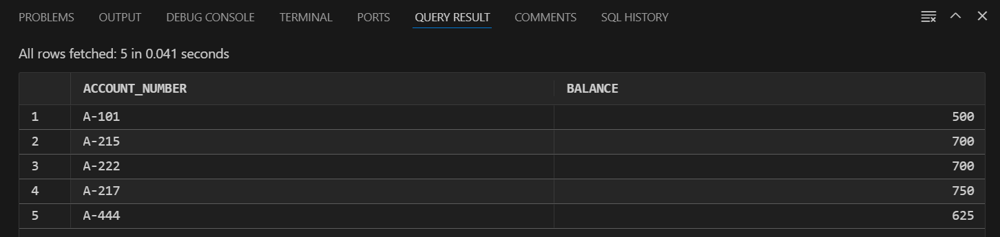 PROBLEMS OUTPUT DEBUG CONSOLE TERMINAL PORTS QUERY RESULT COMMENTS SQL HISTORY
All rows fetched: 5 in 0.041 seconds
ACCOUNT_NUMBER BALANCE
1 A-101 500
2 A-215 700
3 A-222 700
4 A-217 750
5 A-444 625